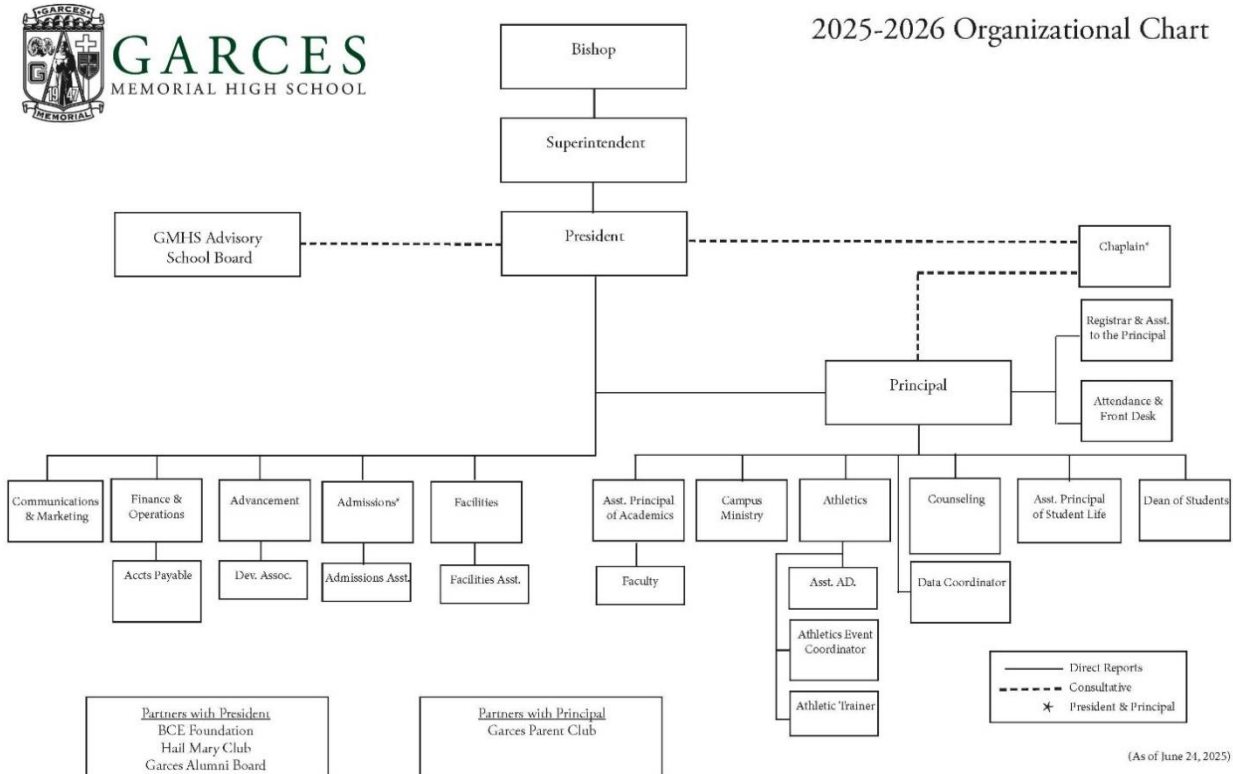 GARCES
MEMORIAL
G
19 47
GARCES
MEMORIAL HIGH SCHOOL
2025-2026 Organizational Chart
Bishop
Superintendent
President
GMHS Advisory
School Board
Chaplain*
Registrar & Asst.
to the Principal
Principal
Attendance &
Front Desk
Communications
& Marketing
Finance &
Operations
Advancement
Admissions*
Facilities
Asst. Principal
of Academics
Campus
Ministry
Athletics
Counseling
Asst. Principal
of Student Life
Dean of Students
Accts Payable
Dev. Assoc.
Admissions Asst.
Facilities Asst.
Faculty
Asst. AD.
Data Coordinator
Athletics Event
Coordinator
Athletic Trainer
Direct Reports
Consultative
* President & Principal
Partners with President
BCE Foundation
Hail Mary Club
Garces Alumni Board
Partners with Principal
Garces Parent Club
(As of June 24, 2025)